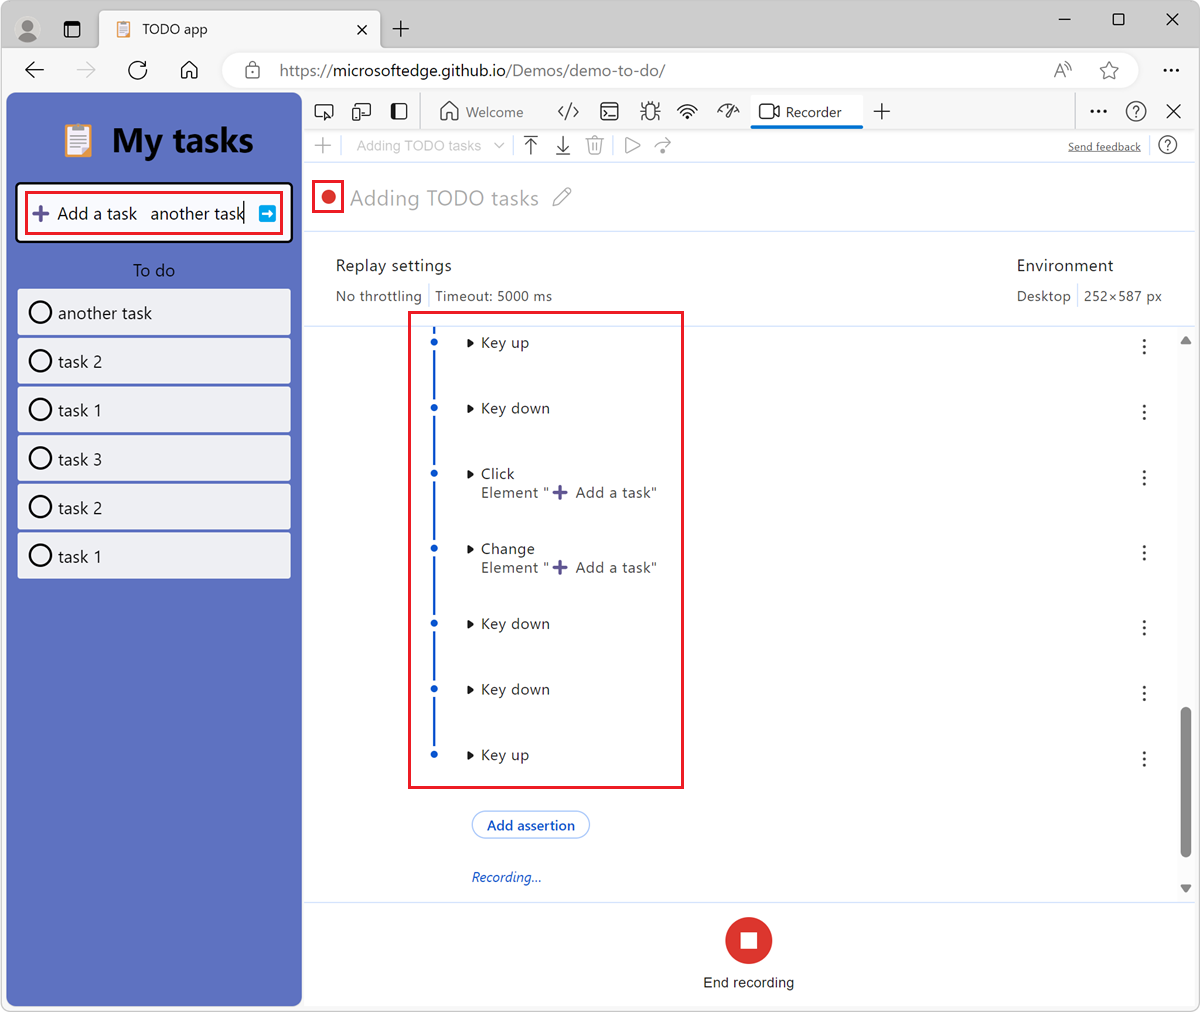 TODO app
https://microsoftedge.github.io/Demos/demo-to-do/
My tasks
Add a task another task
To do
another task
task 2
task 1
task 3
task 2
task 1
Welcome
Recorder
Adding TODO tasks
Send feedback
Adding TODO tasks
Replay settings
No throttling Timeout: 5000 ms
Environment
Desktop 252×587 px
Key up
Key down
Click
Element "➕ Add a task"
Change
Element "➕ Add a task"
Key down
Key down
Key up
Add assertion
Recording...
End recording